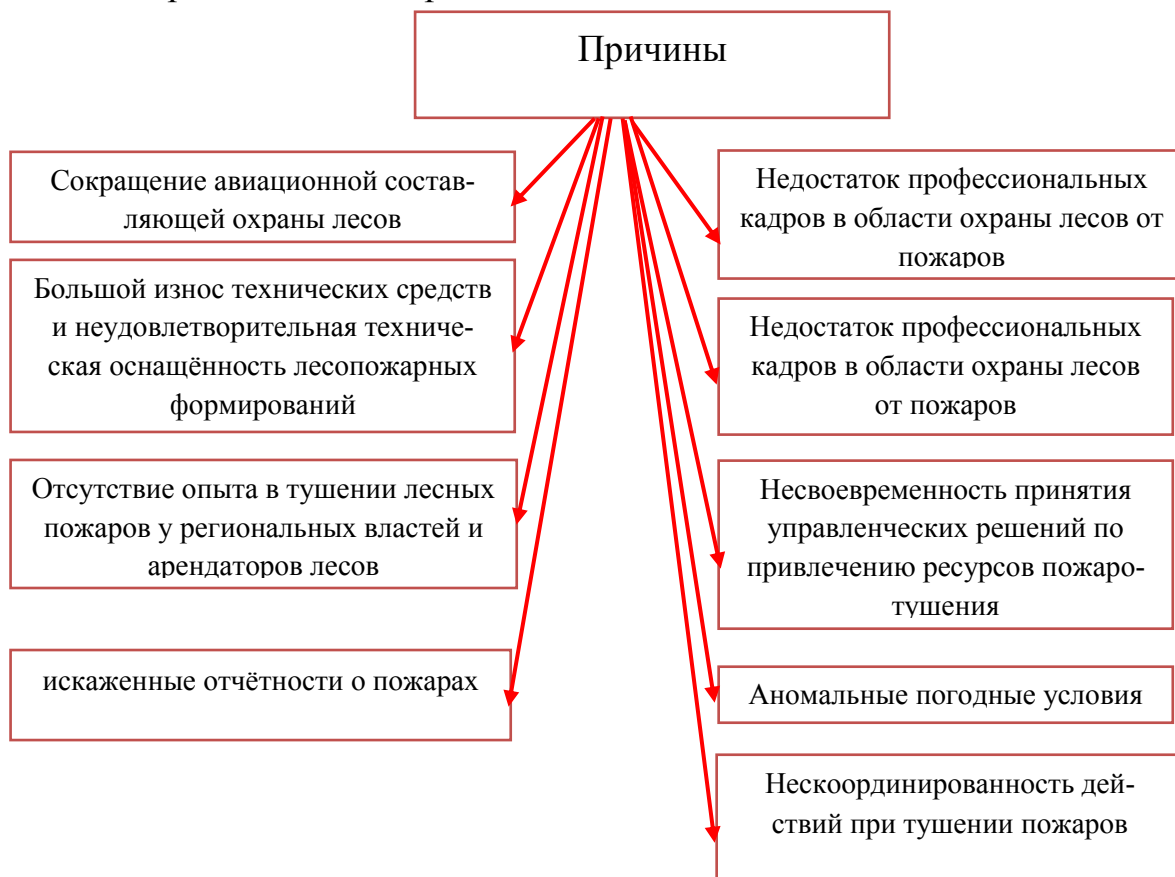 Причины
Сокращение авиационной состав-
ляющей охраны лесов
Большой износ технических средств
и неудовлетворительная техниче-
ская оснащённость лесопожарных
формирований
Отсутствие опыта в тушении лесных
пожаров у региональных властей и
арендаторов лесов
искаженные отчётности о пожарах
Недостаток профессиональных
кадров в области охраны лесов от
пожаров
Недостаток профессиональных
кадров в области охраны лесов
от пожаров
Несвоевременность принятия
управленческих решений по
привлечению ресурсов пожаро-
тушения
Аномальные погодные условия
Нескоординированность дей-
ствий при тушении пожаров